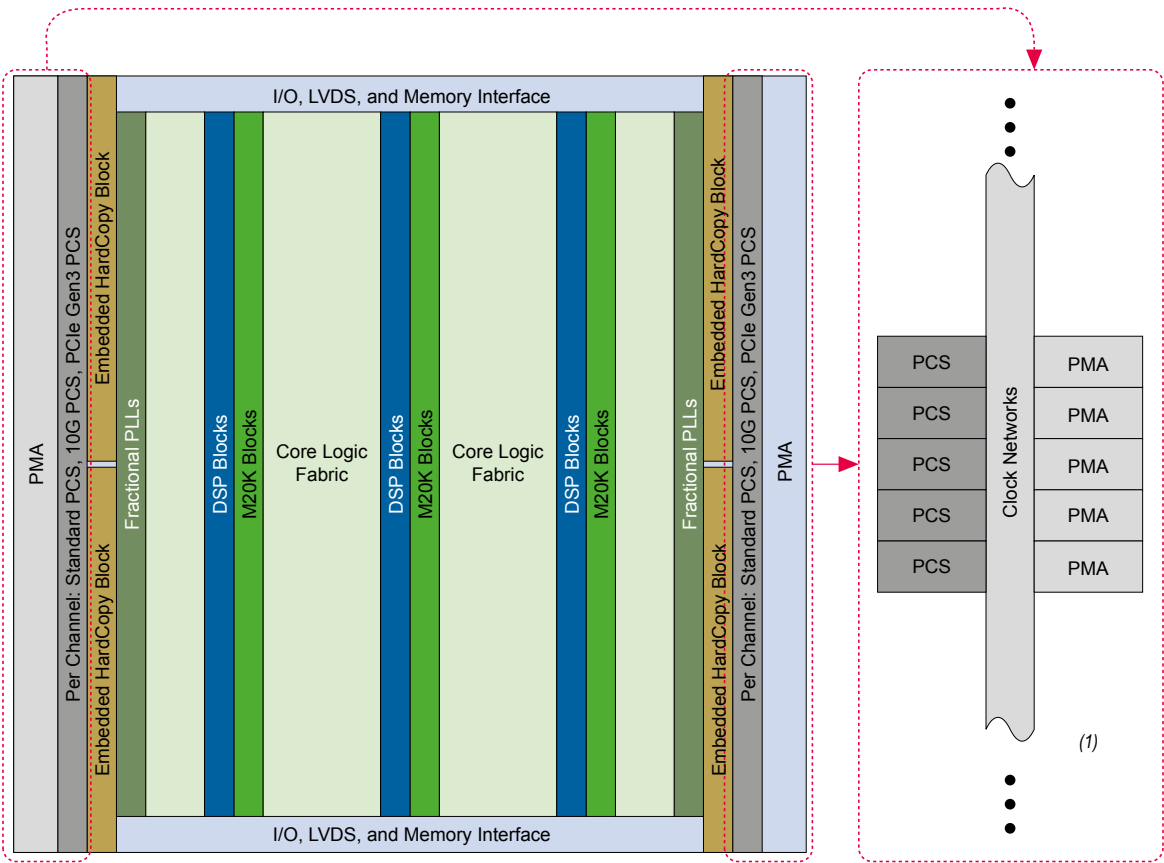 I/O, LVDS, and Memory Interface
PMA
Per Channel: Standard PCS, 10G PCS, PCIe Gen3 PCS
Embedded HardCopy Block
Embedded HardCopy Block
Fractional PLLs
DSP Blocks
M20K Blocks
Core Logic
Fabric
DSP Blocks
M20K Blocks
Core Logic
Fabric
DSP Blocks
M20K Blocks
Fractional PLLs
Embedded HardCopy Block
Embedded HardCopy Block
Per Channel: Standard PCS, 10G PCS, PCIe Gen3 PCS
PMA
I/O, LVDS, and Memory Interface
PCS
PCS
PCS
PCS
PCS
Clock Networks
PMA
PMA
PMA
PMA
PMA
(1)